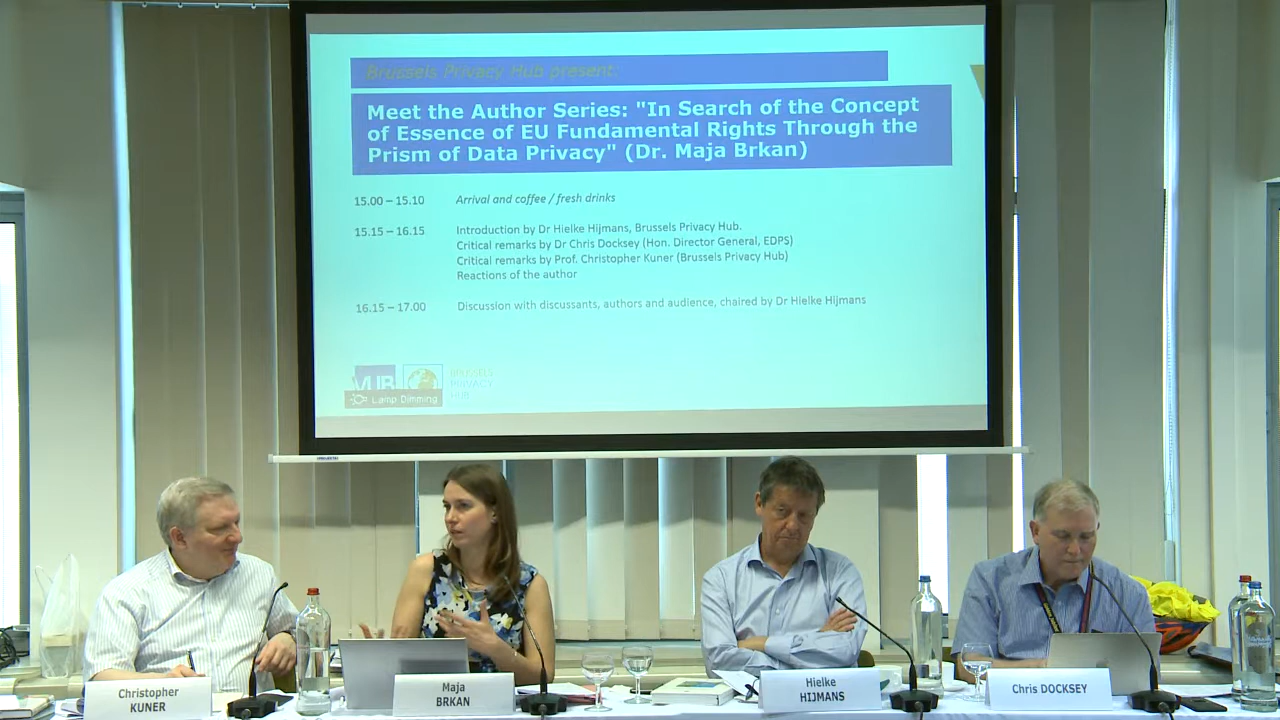 Brussels Privacy Hub present:
Meet the Author Series: "In Search of the Concept
of Essence of EU Fundamental Rights Through the
Prism of Data Privacy" (Dr. Maja Brkan)
15.00 – 15.10 Arrival and coffee / fresh drinks
15.15 – 16.15 Introduction by Dr Hielke Hijmans, Brussels Privacy Hub.
Critical remarks by Dr Chris Docksey (Hon. Director General, EDPS)
Critical remarks by Prof. Christopher Kuner (Brussels Privacy Hub)
Reactions of the author
16.15 – 17.00 Discussion with discussants, authors and audience, chaired by Dr Hielke Hijmans
VUB
BRUSSELS
PRIVACY
HUB
Lamp Dimming
Christopher
KUNER
Maja
BRKAN
Hielke
HIJMANS
Chris DOCKSEY